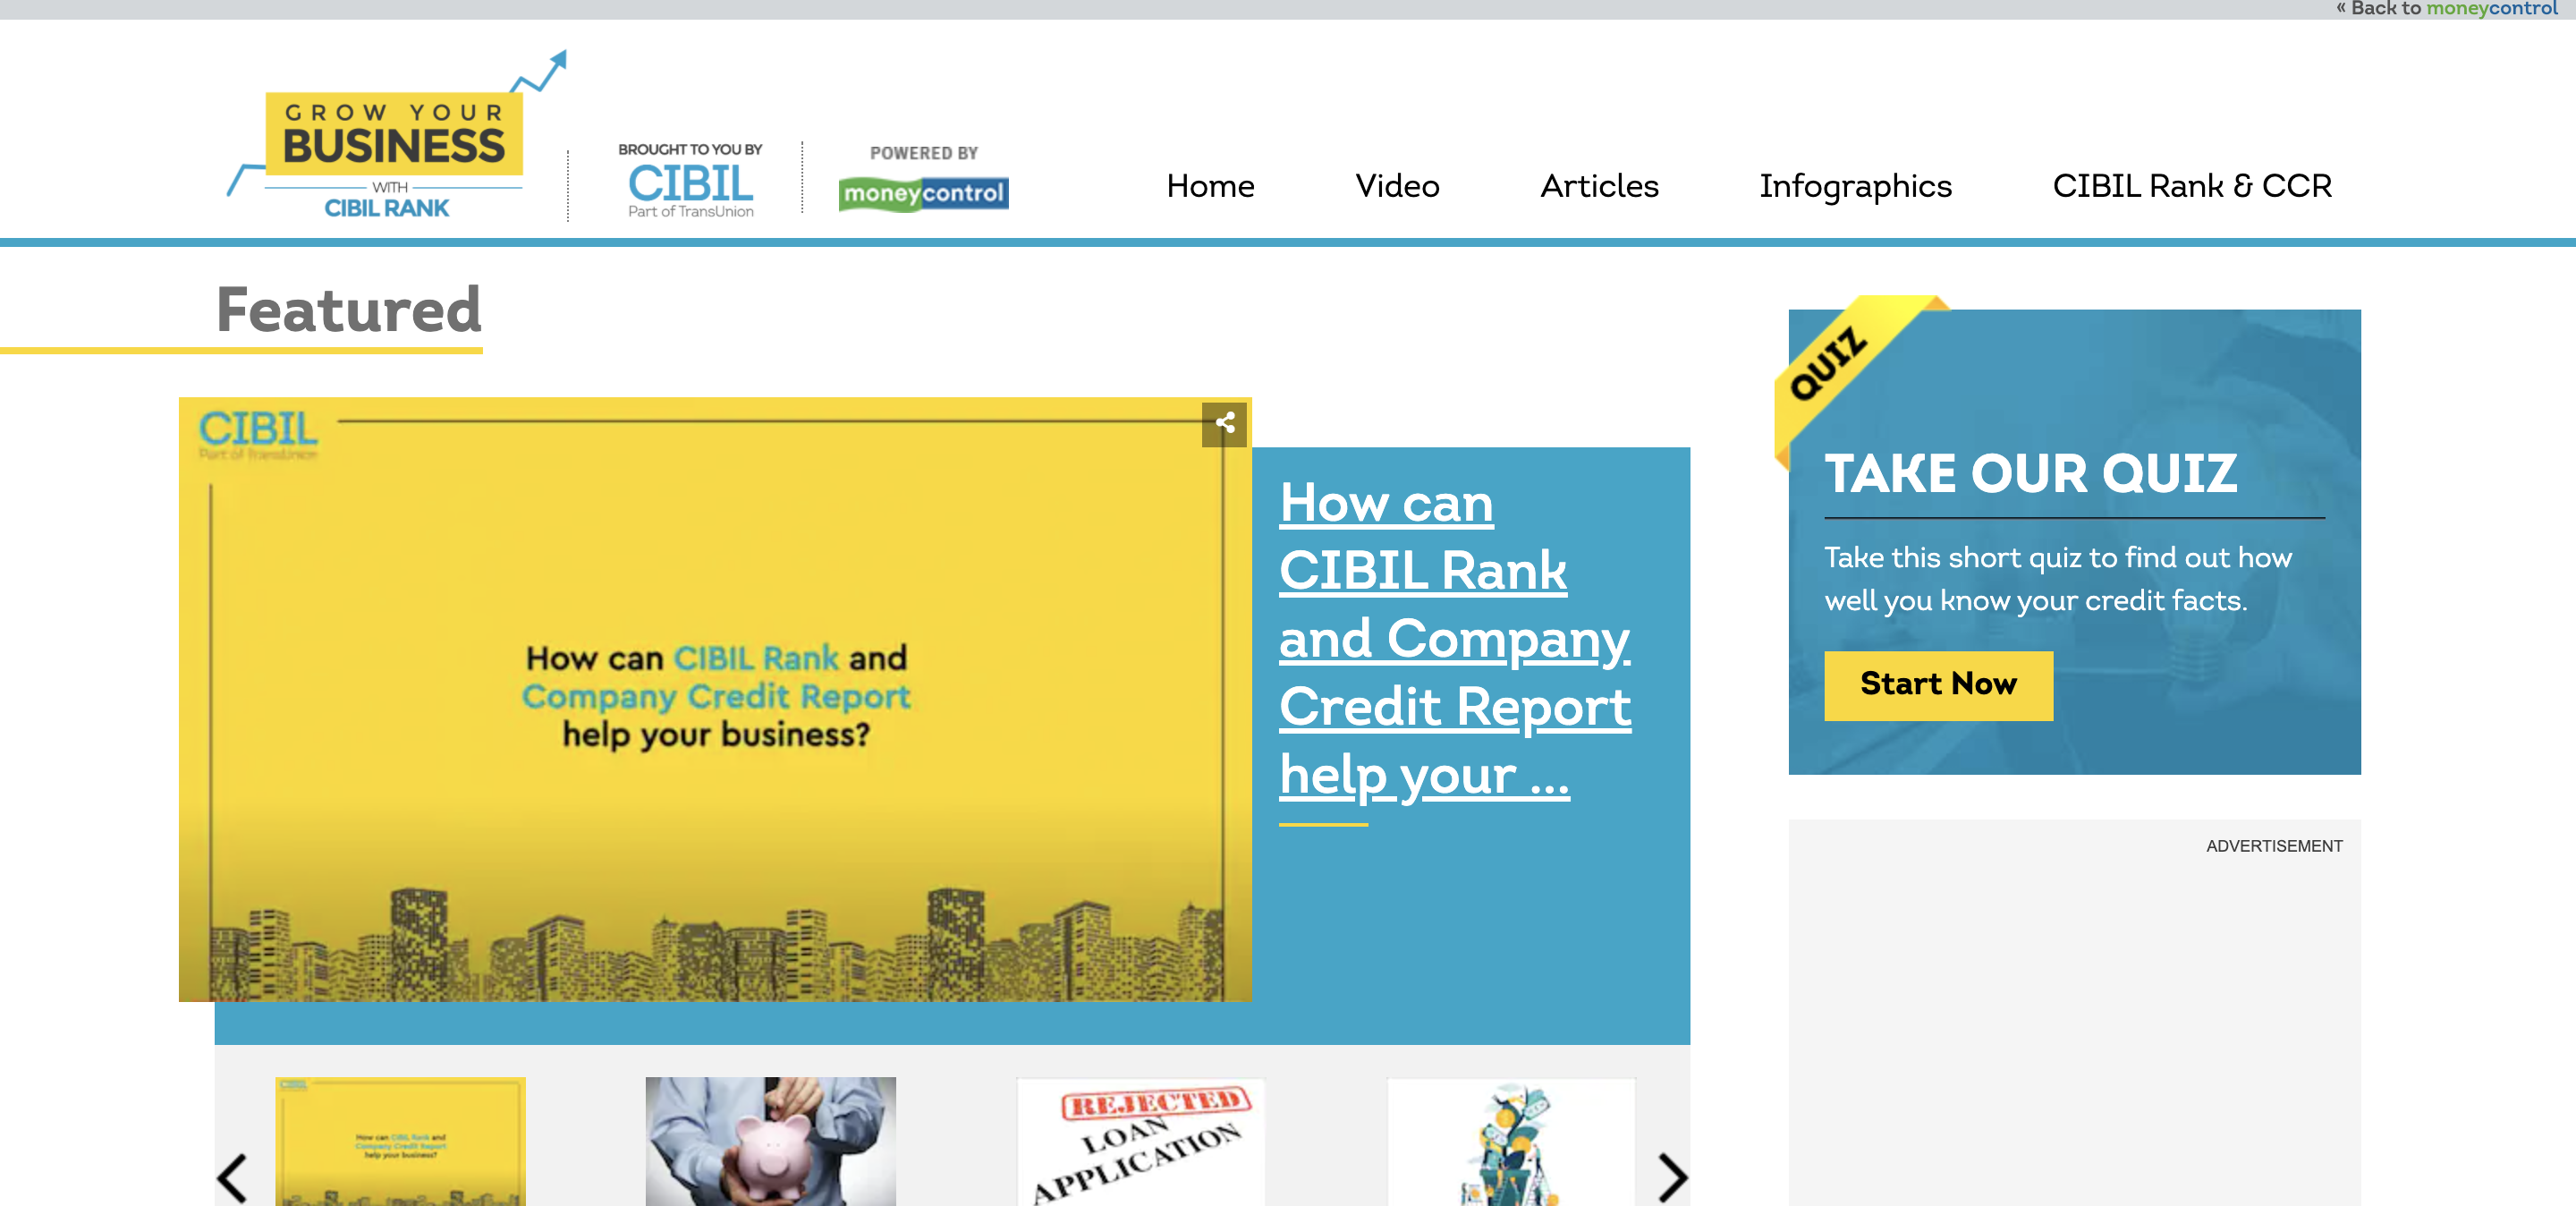 « Back to moneycontrol
GROW YOUR
BUSINESS
WITH
CIBIL RANK
BROUGHT TO YOU BY
CIBIL
Part of TransUnion
POWERED BY
moneycontrol
Home
Video
Articles
Infographics
CIBIL Rank & CCR
Featured
CIBIL
Part of TransUnion
How can CIBIL Rank and
Company Credit Report
help your business?
How can
CIBIL Rank
and Company
Credit Report
help your ...
QUIZ
TAKE OUR QUIZ
Take this short quiz to find out how
well you know your credit facts.
Start Now
ADVERTISEMENT
CIBIL
How can CIBIL Rank and
Company Credit Report
help your business?
REJECTED
LOAN
APPLICATION